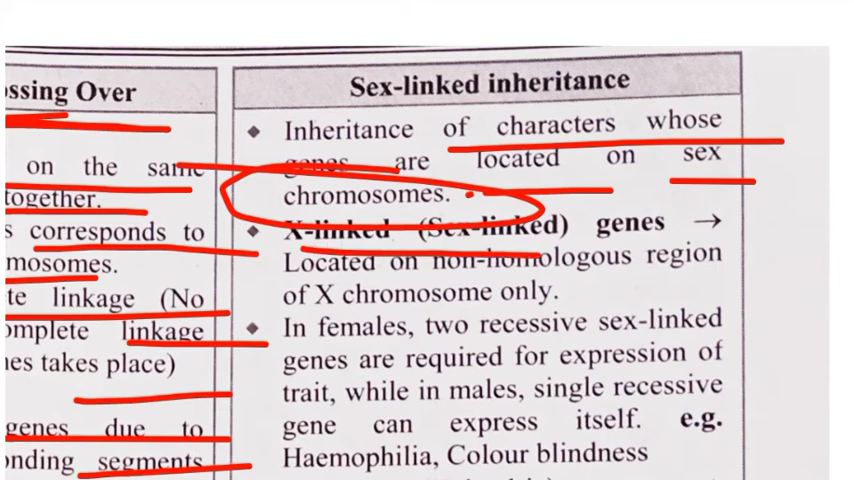 ossing Over
on the same
together.
s corresponds to
mosomes.
te linkage (No
omplete linkage
nes takes place)
genes due to
onding segments
Sex-linked inheritance
◆ Inheritance of characters whose
genes are located on sex
chromosomes.
◆ X-linked (Sex-linked) genes →
Located on non-homologous region
of X chromosome only.
◆ In females, two recessive sex-linked
genes are required for expression of
trait, while in males, single recessive
gene can express itself. e.g.
Haemophilia, Colour blindness